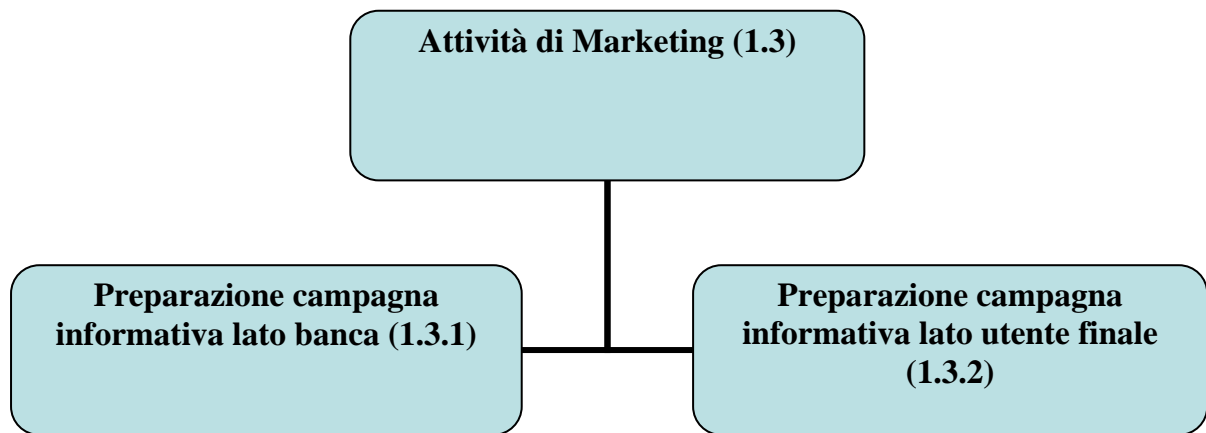 Attività di Marketing (1.3)
Preparazione campagna
informativa lato banca (1.3.1)
Preparazione campagna
informativa lato utente finale
(1.3.2)